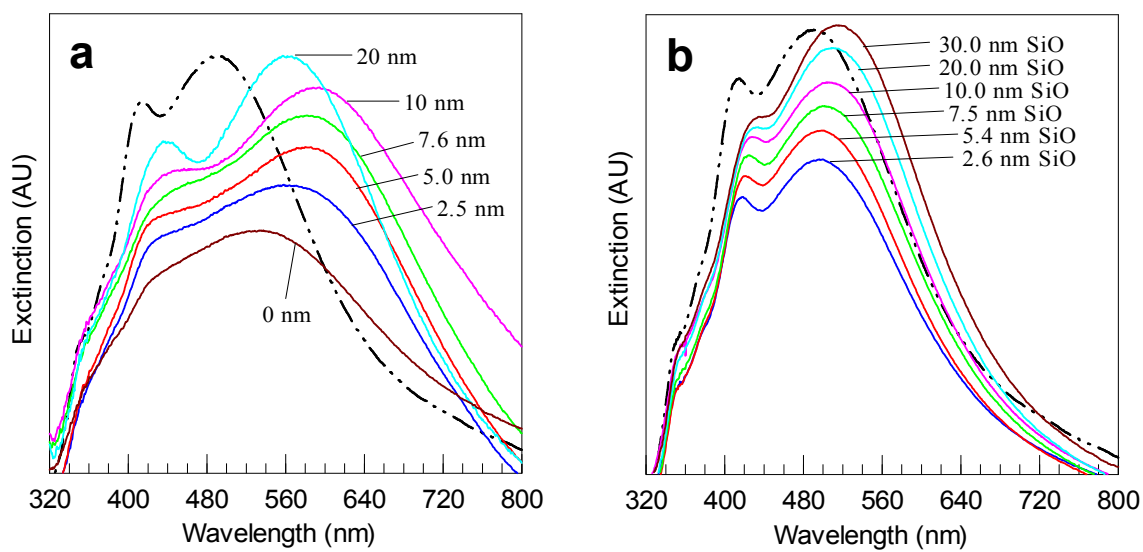 a
20 nm
10 nm
7.6 nm
5.0 nm
2.5 nm
0 nm
Exctinction (AU)
320 400 480 560 640 720 800
Wavelength (nm)
b
30.0 nm SiO
20.0 nm SiO
10.0 nm SiO
7.5 nm SiO
5.4 nm SiO
2.6 nm SiO
Extinction (AU)
320 400 480 560 640 720 800
Wavelength (nm)